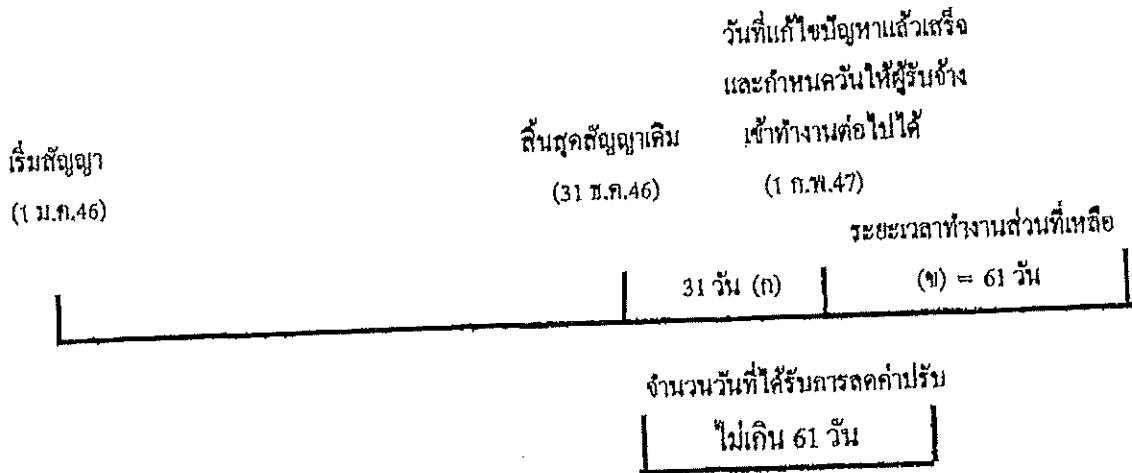 วันที่แก้ไขปัญหาแล้วเสร็จ
และกำหนดวันให้ผู้รับจ้าง
เข้าทำงานต่อไปได้
(1 ก.พ.47)
สิ้นสุดสัญญาเดิม
(31 ธ.ค.46)
เริ่มสัญญา
(1 ม.ค.46)
ระยะเวลาทำงานส่วนที่เหลือ
31 วัน (ก)
(ข) = 61 วัน
จำนวนวันที่ได้รับการลดค่าปรับ
ไม่เกิน 61 วัน